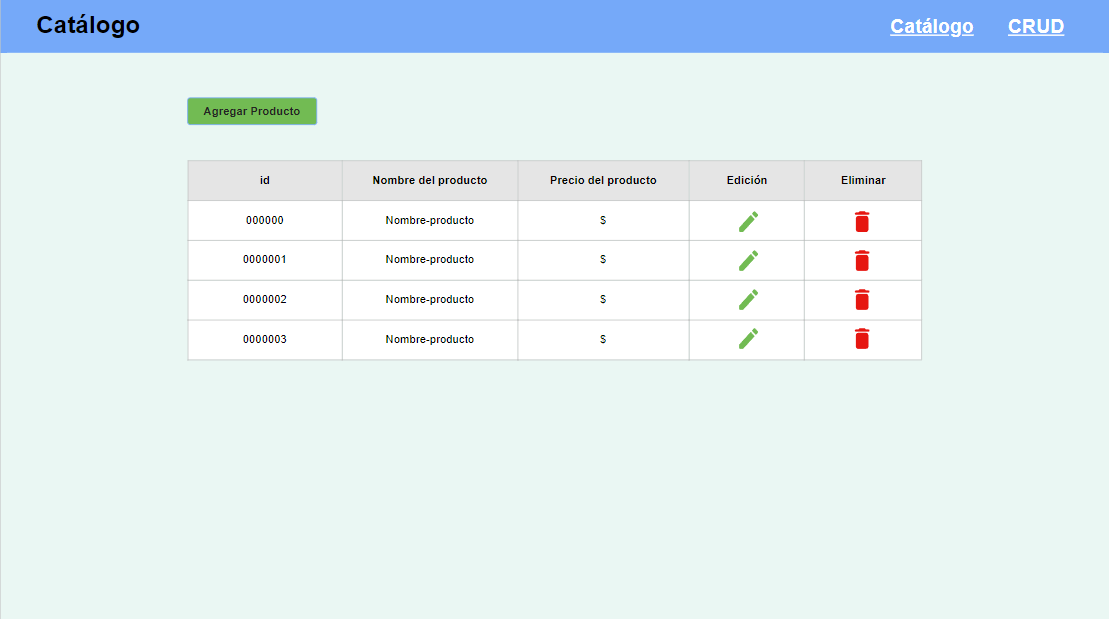 Catálogo Catálogo CRUD
Agregar Producto
id Nombre del producto Precio del producto Edición Eliminar
000000 Nombre-producto $
0000001 Nombre-producto $
0000002 Nombre-producto $
0000003 Nombre-producto $